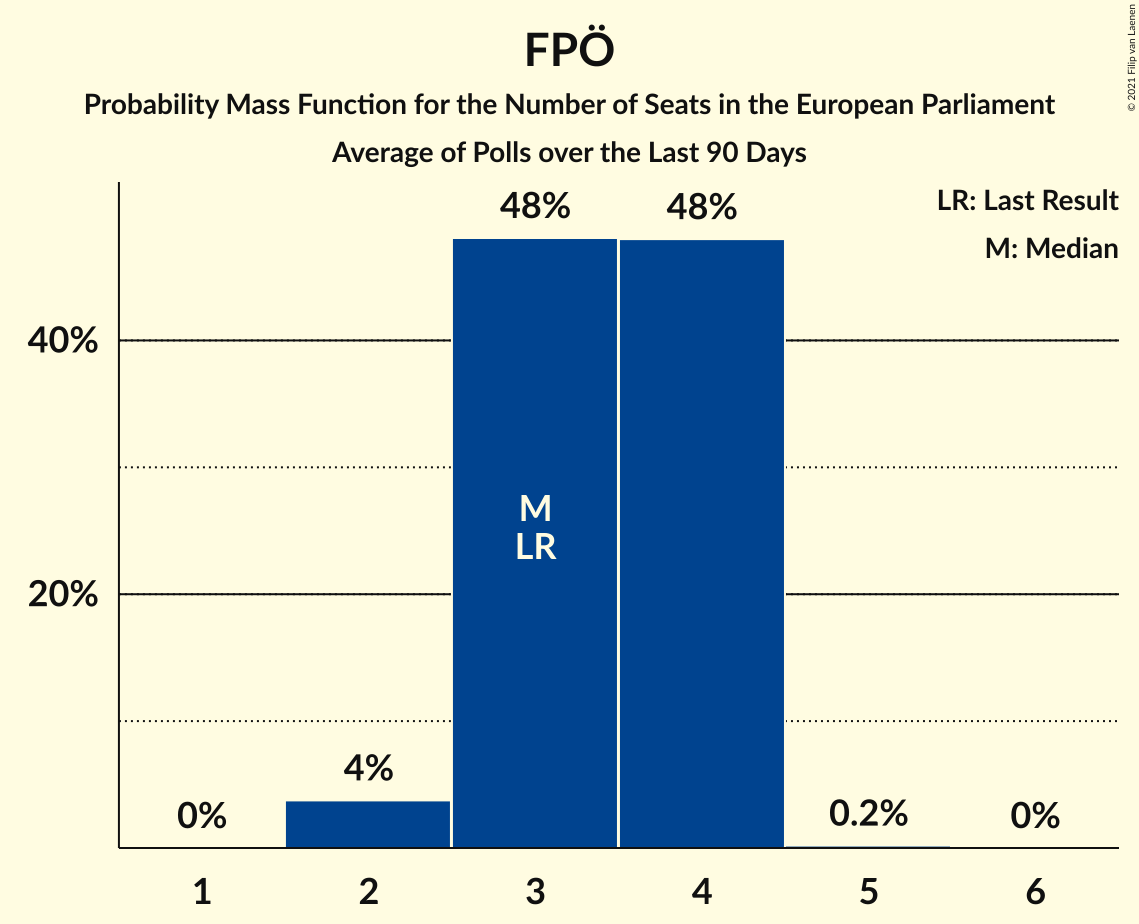 FPÖ
Probability Mass Function for the Number of Seats in the European Parliament
Average of Polls over the Last 90 Days
© 2021 Filip van Laenen
LR: Last Result
M: Median
48%
48%
40%
M
LR
20%
4%
0%
0.2%
0%
1
2
3
4
5
6